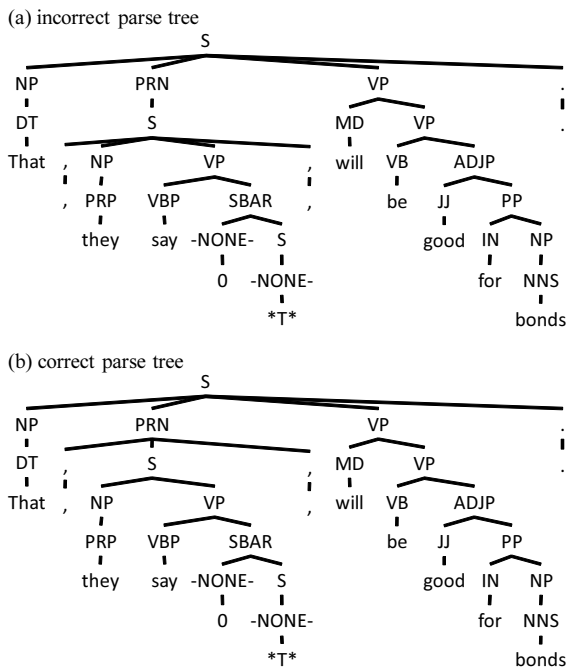 (a) incorrect parse tree
S
NP PRN VP .
DT S MD VP .
That , NP VP , will VB ADJP
, PRP VBP SBAR , be JJ PP
they say -NONE- S good IN NP
0 -NONE- for NNS
*T* bonds
(b) correct parse tree
S
NP PRN VP .
DT , S , MD VP .
That , NP VP , will VB ADJP
PRP VBP SBAR be JJ PP
they say -NONE- S good IN NP
0 -NONE- for NNS
*T* bonds